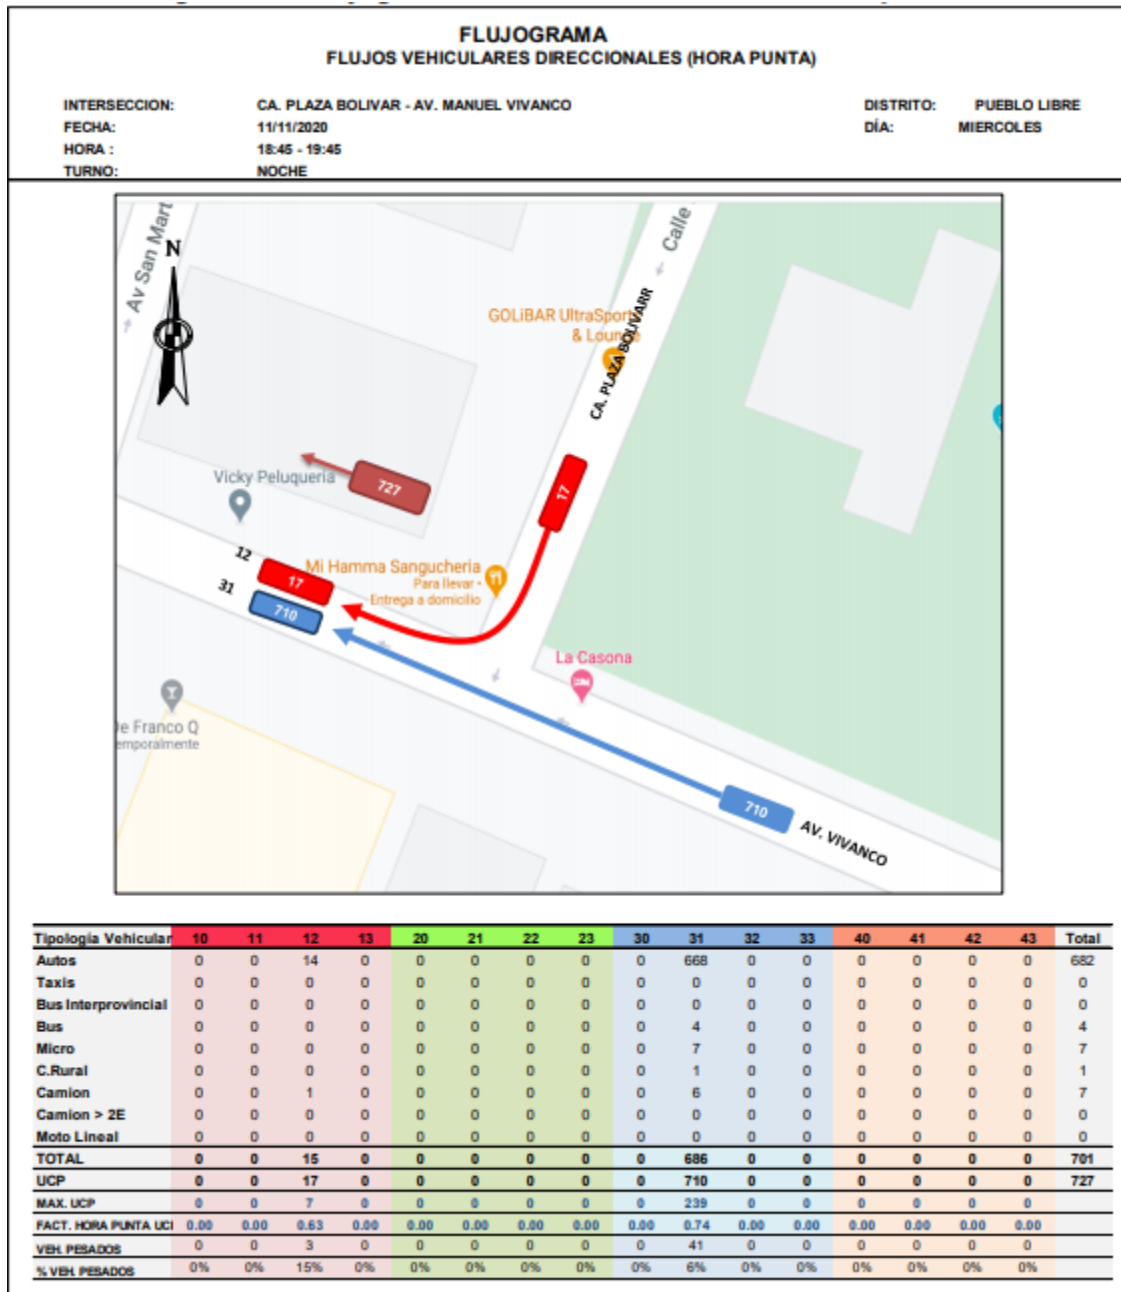 FLUJOGRAMA
FLUJOS VEHICULARES DIRECCIONALES (HORA PUNTA)
INTERSECCION: CA. PLAZA BOLIVAR - AV. MANUEL VIVANCO DISTRITO: PUEBLO LIBRE
FECHA: 11/11/2020 DÍA: MIERCOLES
HORA : 18:45 - 19:45
TURNO: NOCHE
Av San Mart
N
Calle
GOLiBAR UltraSport
& Lounge
CA. PLAZA BOLIVARR
Vicky Peluqueria
727
17
12
17
Mi Hamma Sangucheria
Para llevar •
Entrega a domicilio
31
710
La Casona
De Franco Q
emporalmente
710
AV. VIVANCO
Tipología Vehicular 10 11 12 13 20 21 22 23 30 31 32 33 40 41 42 43 Total
Autos 0 0 14 0 0 0 0 0 0 668 0 0 0 0 0 0 682
Taxis 0 0 0 0 0 0 0 0 0 0 0 0 0 0 0 0 0
Bus Interprovincial 0 0 0 0 0 0 0 0 0 0 0 0 0 0 0 0 0
Bus 0 0 0 0 0 0 0 0 0 4 0 0 0 0 0 0 4
Micro 0 0 0 0 0 0 0 0 0 7 0 0 0 0 0 0 7
C.Rural 0 0 0 0 0 0 0 0 0 1 0 0 0 0 0 0 1
Camion 0 0 1 0 0 0 0 0 0 6 0 0 0 0 0 0 7
Camion > 2E 0 0 0 0 0 0 0 0 0 0 0 0 0 0 0 0 0
Moto Lineal 0 0 0 0 0 0 0 0 0 0 0 0 0 0 0 0 0
TOTAL 0 0 15 0 0 0 0 0 0 686 0 0 0 0 0 0 701
UCP 0 0 17 0 0 0 0 0 0 710 0 0 0 0 0 0 727
MAX. UCP 0 0 7 0 0 0 0 0 0 239 0 0 0 0 0 0
FACT. HORA PUNTA UCI 0.00 0.00 0.63 0.00 0.00 0.00 0.00 0.00 0.00 0.74 0.00 0.00 0.00 0.00 0.00 0.00
VEH. PESADOS 0 0 3 0 0 0 0 0 0 41 0 0 0 0 0 0
% VEH. PESADOS 0% 0% 15% 0% 0% 0% 0% 0% 0% 6% 0% 0% 0% 0% 0% 0%